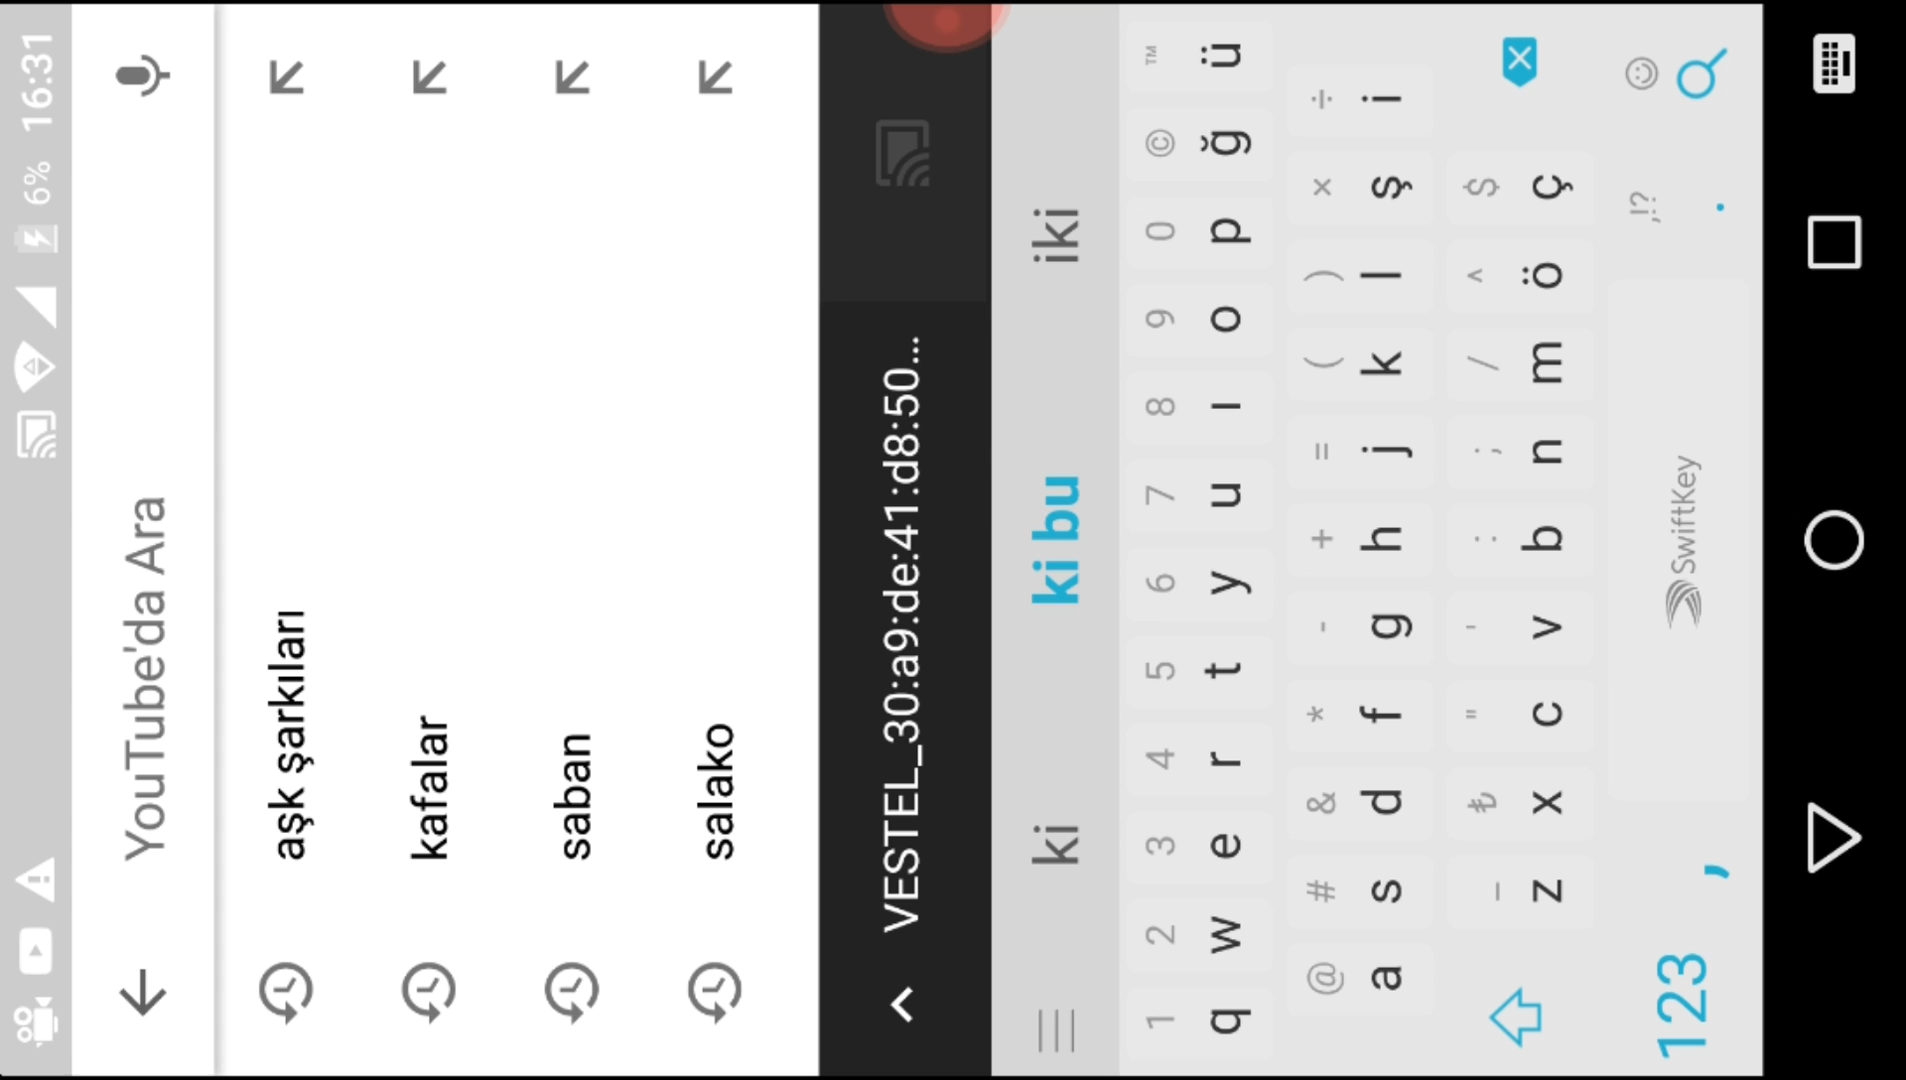 6% 16:31
YouTube'da Ara
aşk şarkıları
kafalar
saban
salako
VESTEL_30:a9:de:41:d8:50...
ki ki bu iki
1 2 3 4 5 6 7 8 9 0 © ™
q w e r t y u ı o p ğ ü
@ # & * - + = ( ) × ÷
a s d f g h j k l ş i
_ ₺ " ' : ; / ^ $
z x c v b n m ö ç
123 , SwiftKey ,!? .